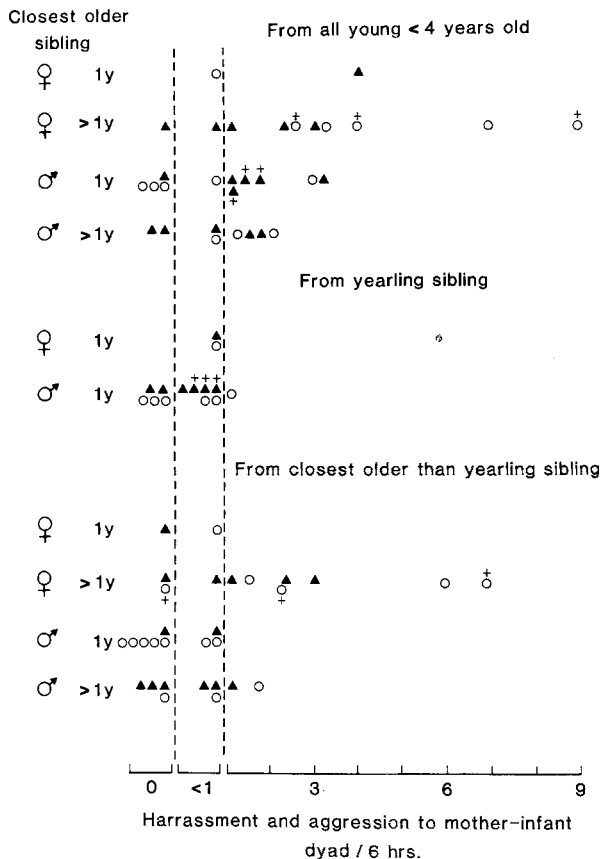 Closest older
sibling
From all young < 4 years old
♀ 1y
♀ >1y
♂ 1y
♂ >1y
From yearling sibling
♀ 1y
♂ 1y
From closest older than yearling sibling
♀ 1y
♀ >1y
♂ 1y
♂ >1y
0 <1 3 6 9
Harrassment and aggression to mother-infant
dyad / 6 hrs.